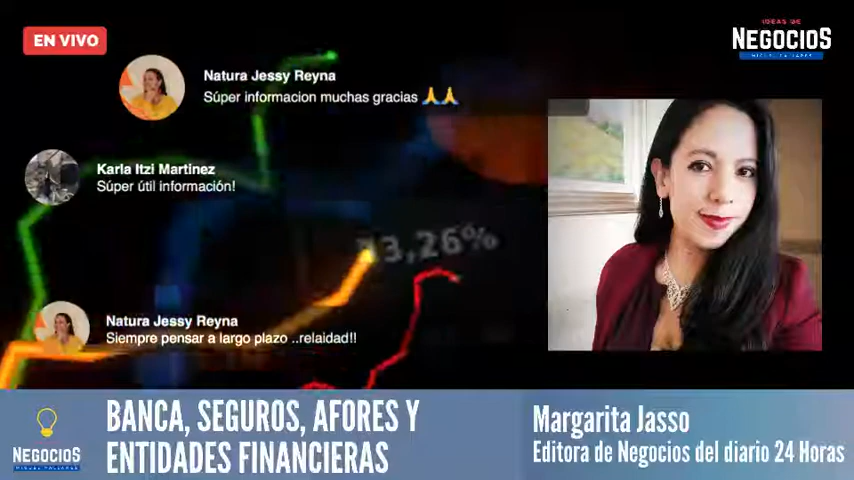 EN VIVO
IDEAS DE
NEGOCIOS
Natura Jessy Reyna
Súper informacion muchas gracias 🙏🙏
Karla Itzi Martinez
Súper útil información!
3,26%
Natura Jessy Reyna
Siempre pensar a largo plazo ..relaidad!!
BANCA, SEGUROS, AFORES Y
ENTIDADES FINANCIERAS
Margarita Jasso
Editora de Negocios del diario 24 Horas
NEGOCIOS